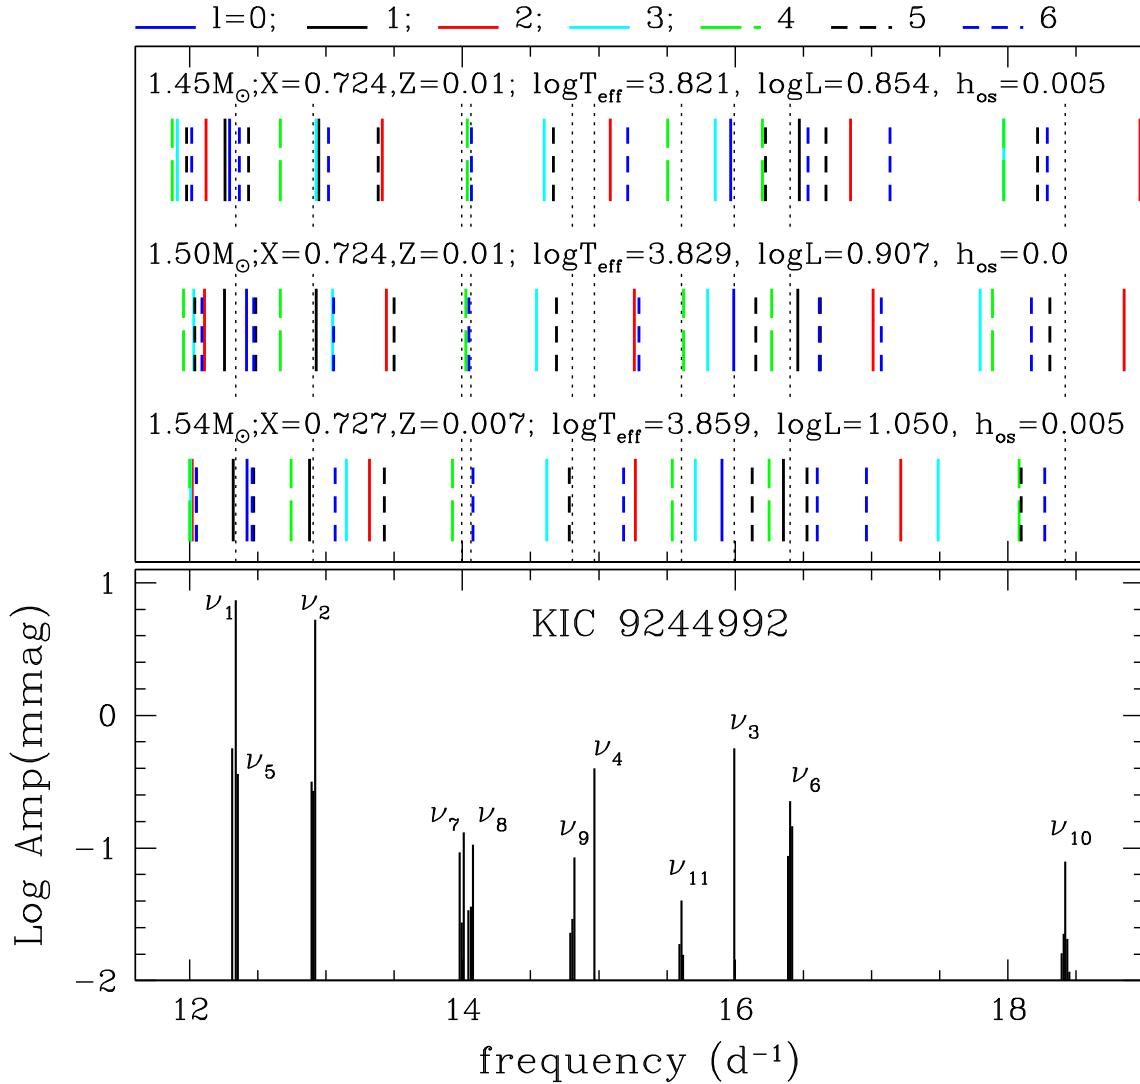 l=0; 1; 2; 3; 4 5 6
1.45M⊙;X=0.724,Z=0.01; logTeff=3.821, logL=0.854, hos=0.005
1.50M⊙;X=0.724,Z=0.01; logTeff=3.829, logL=0.907, hos=0.0
1.54M⊙;X=0.727,Z=0.007; logTeff=3.859, logL=1.050, hos=0.005
KIC 9244992
ν1
ν2
ν5
ν3
ν4
ν6
ν7
ν8
ν9
ν10
ν11
1
0
-1
-2
Log Amp(mmag)
12 14 16 18
frequency (d⁻¹)